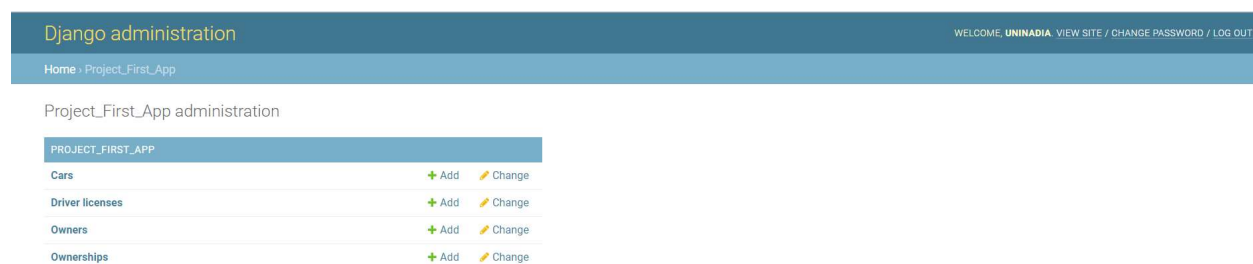 Django administration
WELCOME, UNINADIA. VIEW SITE / CHANGE PASSWORD / LOG OUT
Home › Project_First_App
Project_First_App administration
PROJECT_FIRST_APP
Cars + Add Change
Driver licenses + Add Change
Owners + Add Change
Ownerships + Add Change